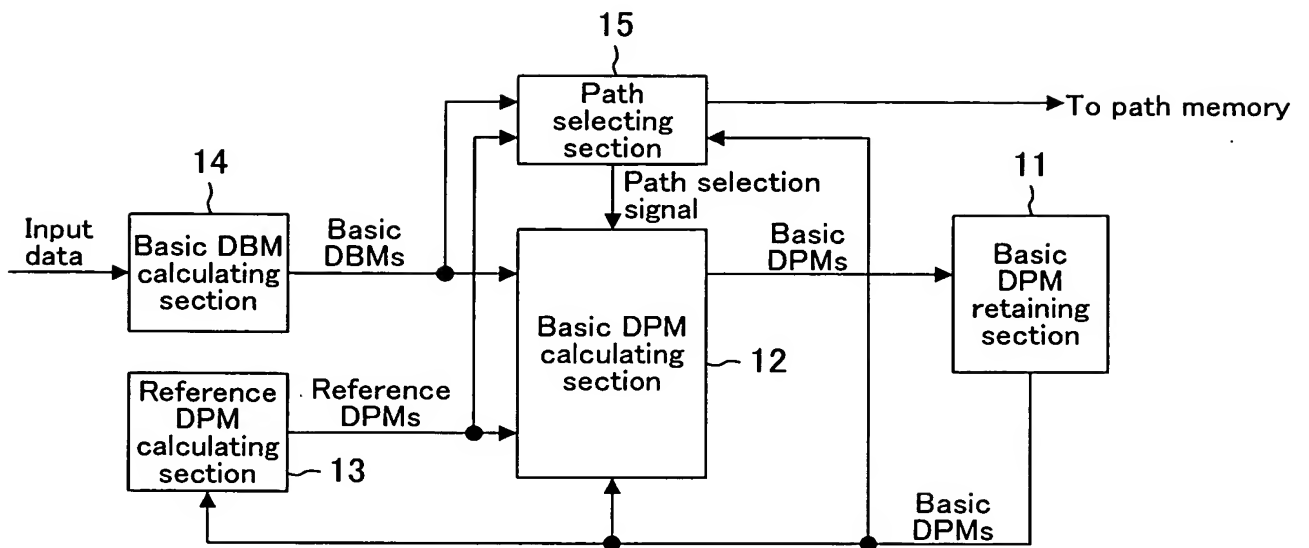 15
Path
selecting
section
To path memory
14
Path selection
signal
11
Input
data
Basic DBM
calculating
section
Basic
DBMs
Basic DPM
calculating
section
12
Basic
DPMs
Basic
DPM
retaining
section
Reference
DPM
calculating
section
13
Reference
DPMs
Basic
DPMs